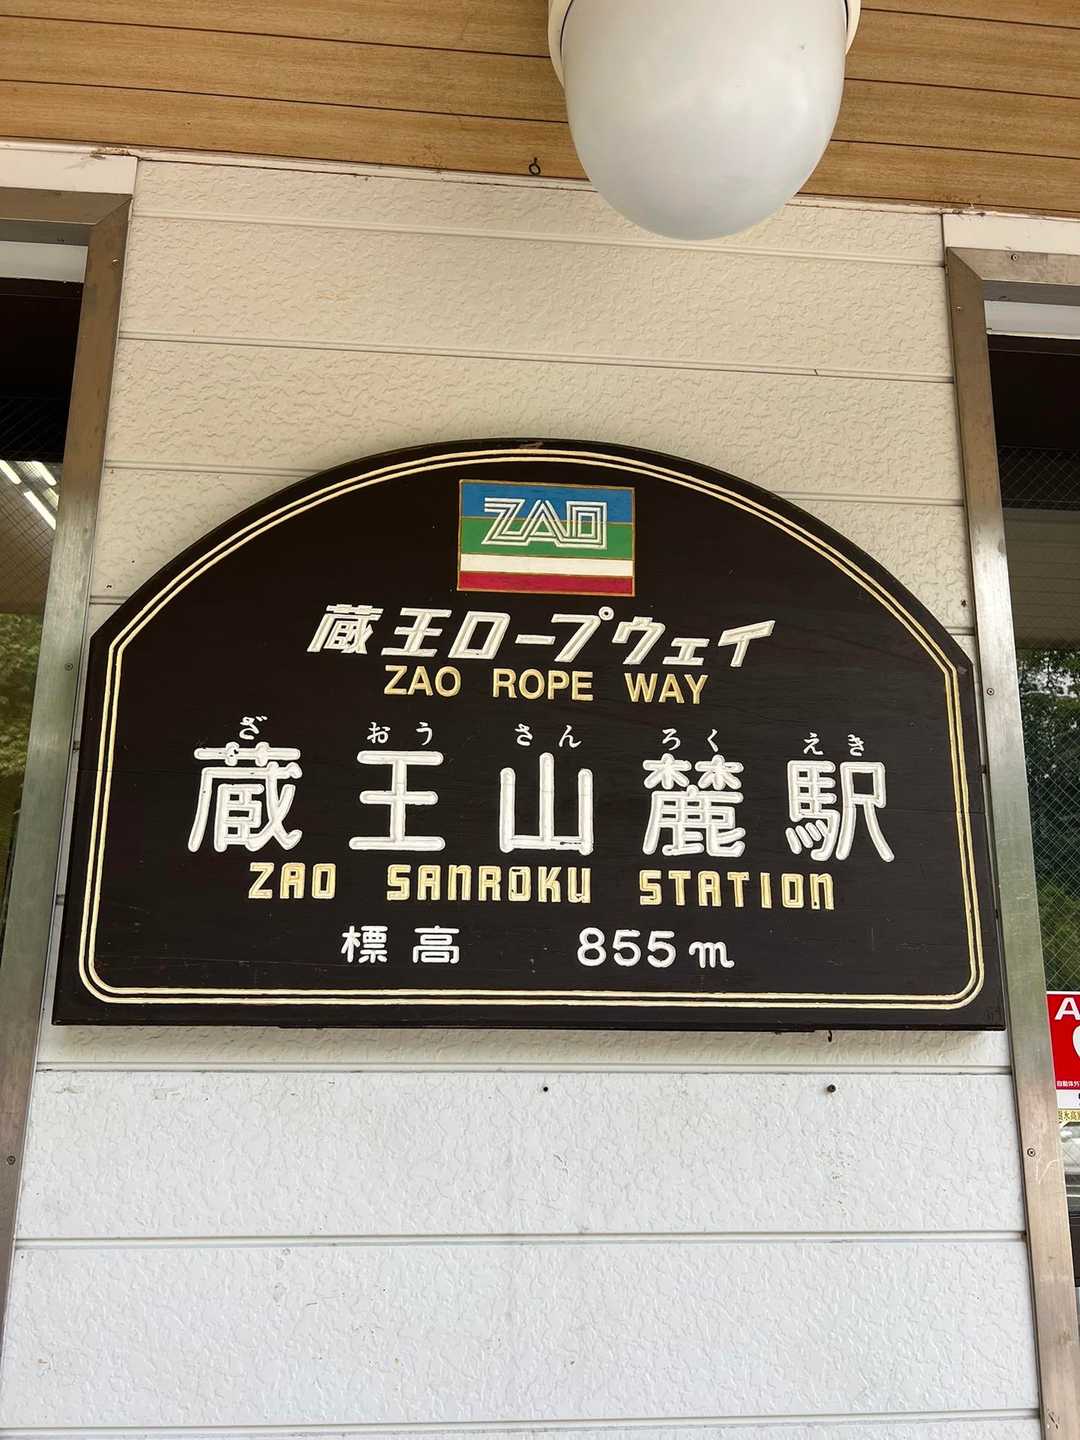 ZAO
蔵王ロープウェイ
ZAO ROPE WAY
ざ おう さん ろく えき
蔵王山麓駅
ZAO SANROKU STATION
標高 855m